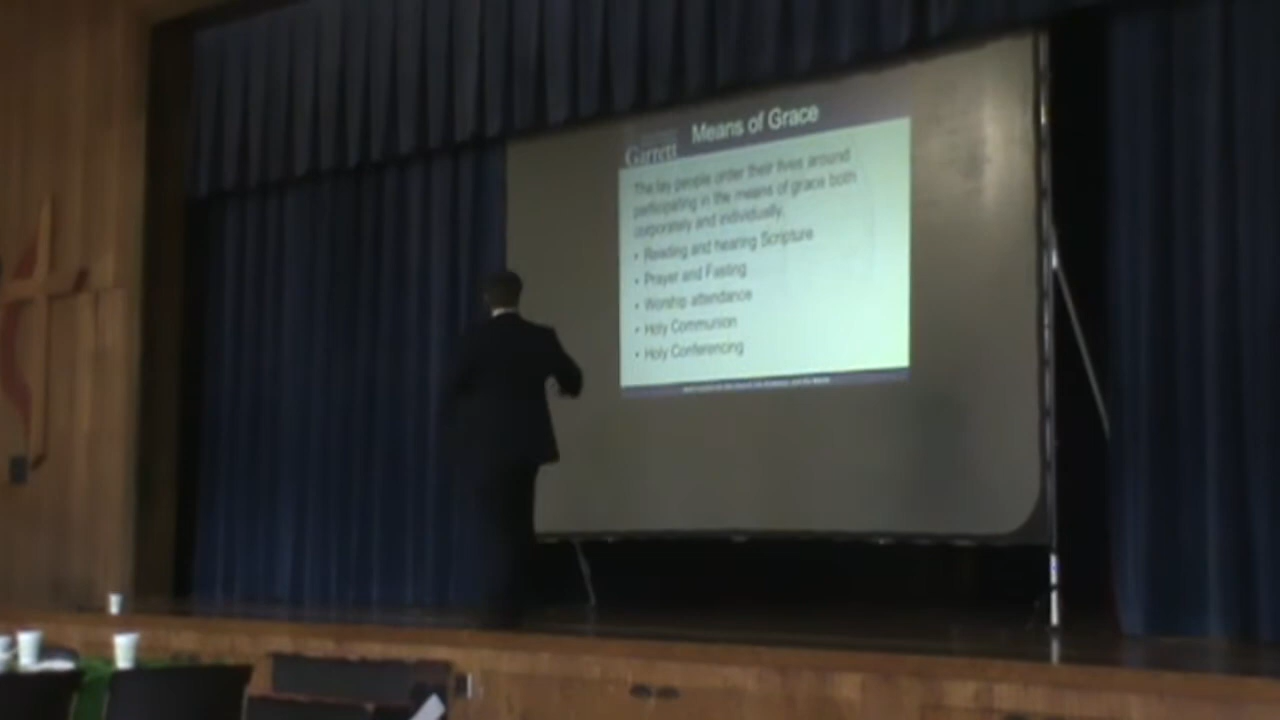 Means of Grace
Garrett
The lay people order their lives around
participating in the means of grace both
corporately and individually.
• Reading and hearing Scripture
• Prayer and Fasting
• Worship attendance
• Holy Communion
• Holy Conferencing